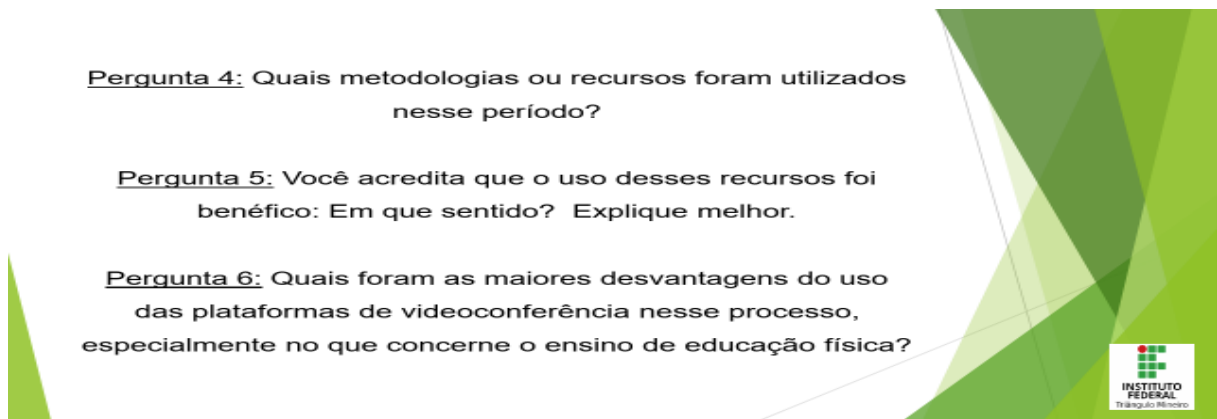 Pergunta 4: Quais metodologias ou recursos foram utilizados
nesse período?
Pergunta 5: Você acredita que o uso desses recursos foi
benéfico: Em que sentido?  Explique melhor.
Pergunta 6: Quais foram as maiores desvantagens do uso
das plataformas de videoconferência nesse processo,
especialmente no que concerne o ensino de educação física?
INSTITUTO
FEDERAL
Triângulo Mineiro